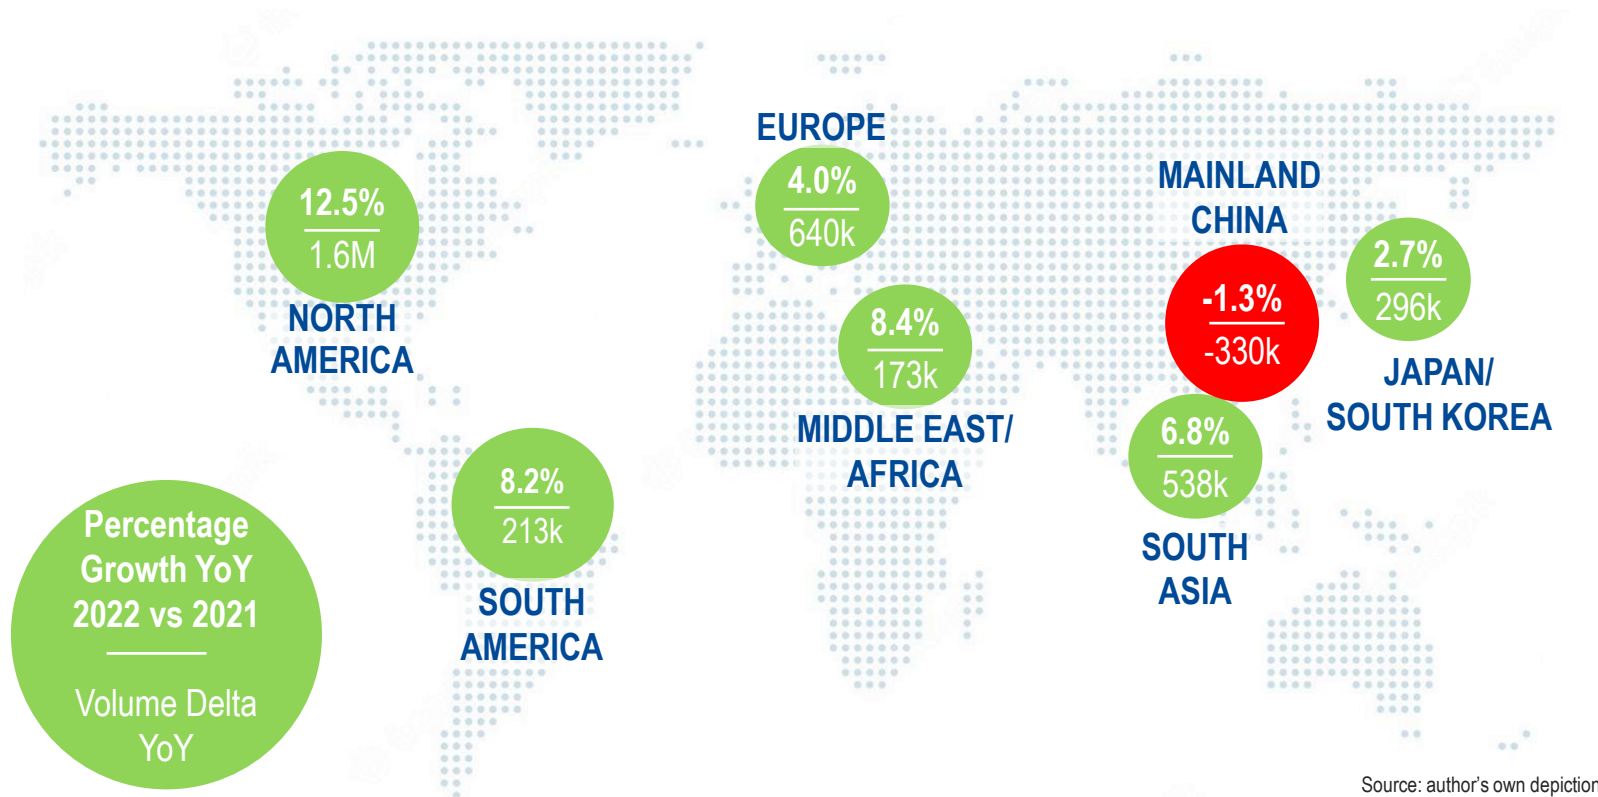 EUROPE
4.0%
640k
MAINLAND
CHINA
-1.3%
-330k
12.5%
1.6M
NORTH
AMERICA
2.7%
296k
JAPAN/
SOUTH KOREA
8.4%
173k
MIDDLE EAST/
AFRICA
6.8%
538k
SOUTH
ASIA
8.2%
213k
SOUTH
AMERICA
Percentage
Growth YoY
2022 vs 2021
Volume Delta
YoY
Source: author's own depiction